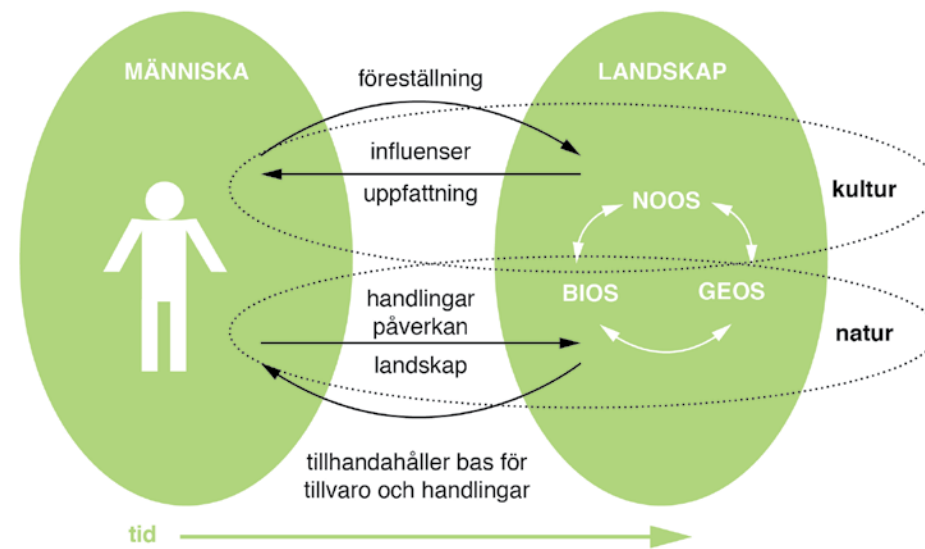 MÄNNISKA
LANDSKAP
föreställning
influenser
uppfattning
kultur
NOOS
BIOS
GEOS
handlingar
påverkan
landskap
natur
tillhandahåller bas för
tillvaro och handlingar
tid